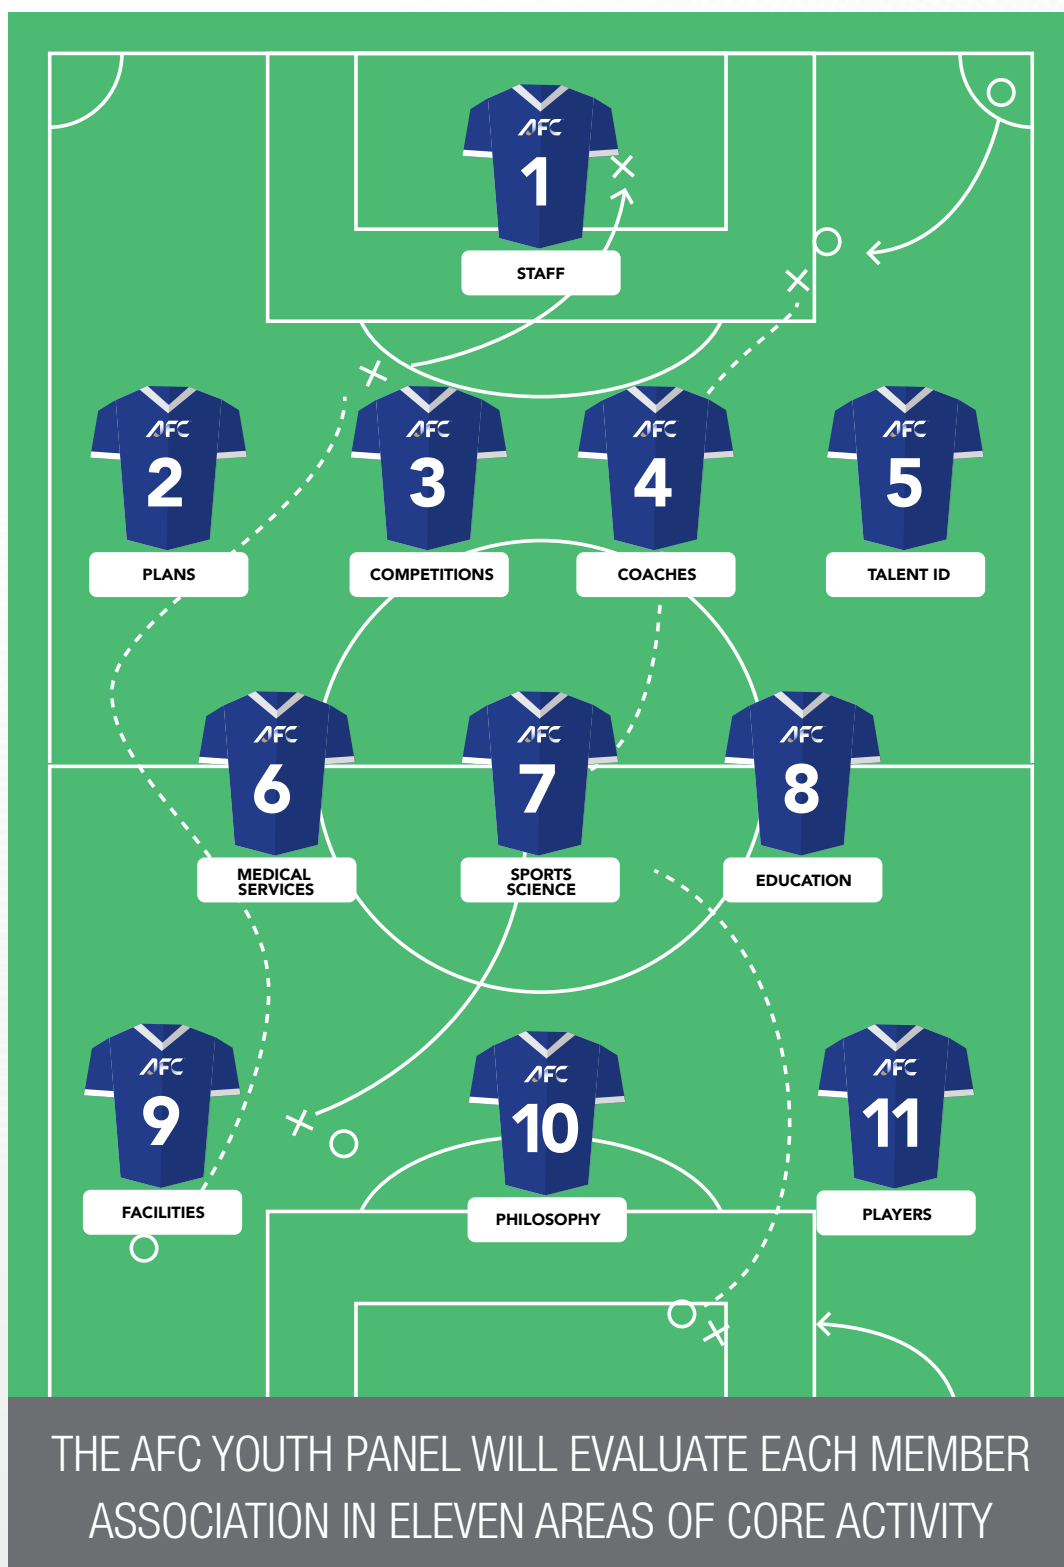 AFC
1
STAFF
AFC
2
PLANS
AFC
3
COMPETITIONS
AFC
4
COACHES
AFC
5
TALENT ID
AFC
6
MEDICAL
SERVICES
AFC
7
SPORTS
SCIENCE
AFC
8
EDUCATION
AFC
9
FACILITIES
AFC
10
PHILOSOPHY
AFC
11
PLAYERS
THE AFC YOUTH PANEL WILL EVALUATE EACH MEMBER
ASSOCIATION IN ELEVEN AREAS OF CORE ACTIVITY